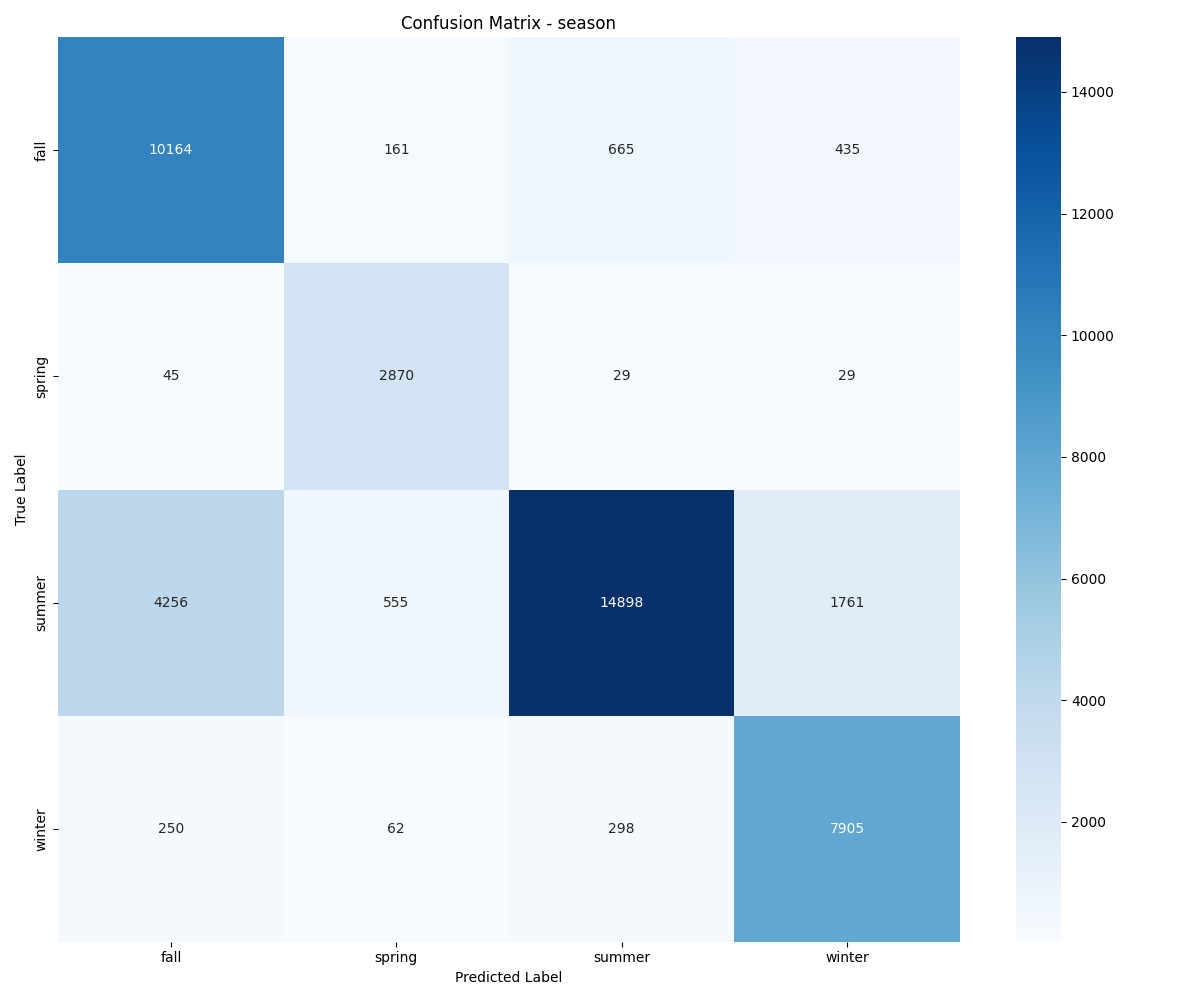 Confusion Matrix - season
fall
10164 161 665 435
spring
45 2870 29 29
summer
4256 555 14898 1761
winter
250 62 298 7905
True Label
fall spring summer winter
Predicted Label
14000
12000
10000
8000
6000
4000
2000